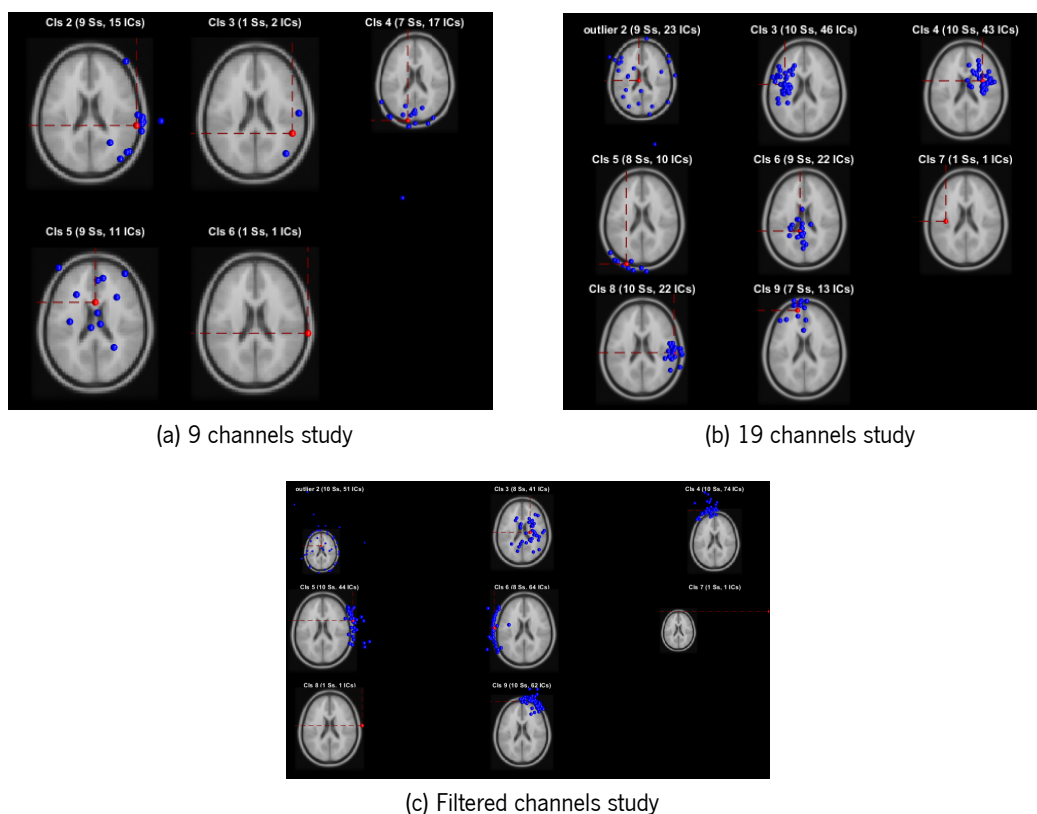 Cls 2 (9 Ss, 15 ICs)
Cls 3 (1 Ss, 2 ICs)
Cls 4 (7 Ss, 17 ICs)
Cls 5 (9 Ss, 11 ICs)
Cls 6 (1 Ss, 1 ICs)
(a) 9 channels study
outlier 2 (9 Ss, 23 ICs)
Cls 3 (10 Ss, 46 ICs)
Cls 4 (10 Ss, 43 ICs)
Cls 5 (8 Ss, 10 ICs)
Cls 6 (9 Ss, 22 ICs)
Cls 7 (1 Ss, 1 ICs)
Cls 8 (10 Ss, 22 ICs)
Cls 9 (7 Ss, 13 ICs)
(b) 19 channels study
outlier 2 (10 Ss, 51 ICs)
Cls 3 (8 Ss, 41 ICs)
Cls 4 (10 Ss, 74 ICs)
Cls 5 (10 Ss, 44 ICs)
Cls 6 (8 Ss, 64 ICs)
Cls 7 (1 Ss, 1 ICs)
Cls 8 (1 Ss, 1 ICs)
Cls 9 (10 Ss, 62 ICs)
(c) Filtered channels study